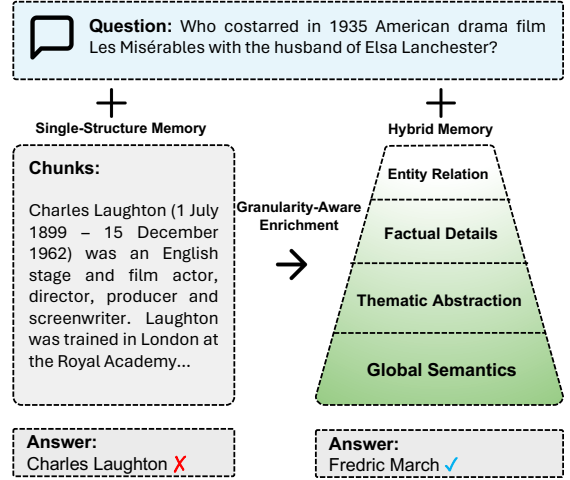 Question: Who costarred in 1935 American drama film
Les Misérables with the husband of Elsa Lanchester?
Single-Structure Memory
Hybrid Memory
Chunks:
Charles Laughton (1 July
1899 – 15 December
1962) was an English
stage and film actor,
director, producer and
screenwriter. Laughton
was trained in London at
the Royal Academy...
Granularity-Aware
Enrichment
Entity Relation
Factual Details
Thematic Abstraction
Global Semantics
Answer:
Charles Laughton ✗
Answer:
Fredric March ✓